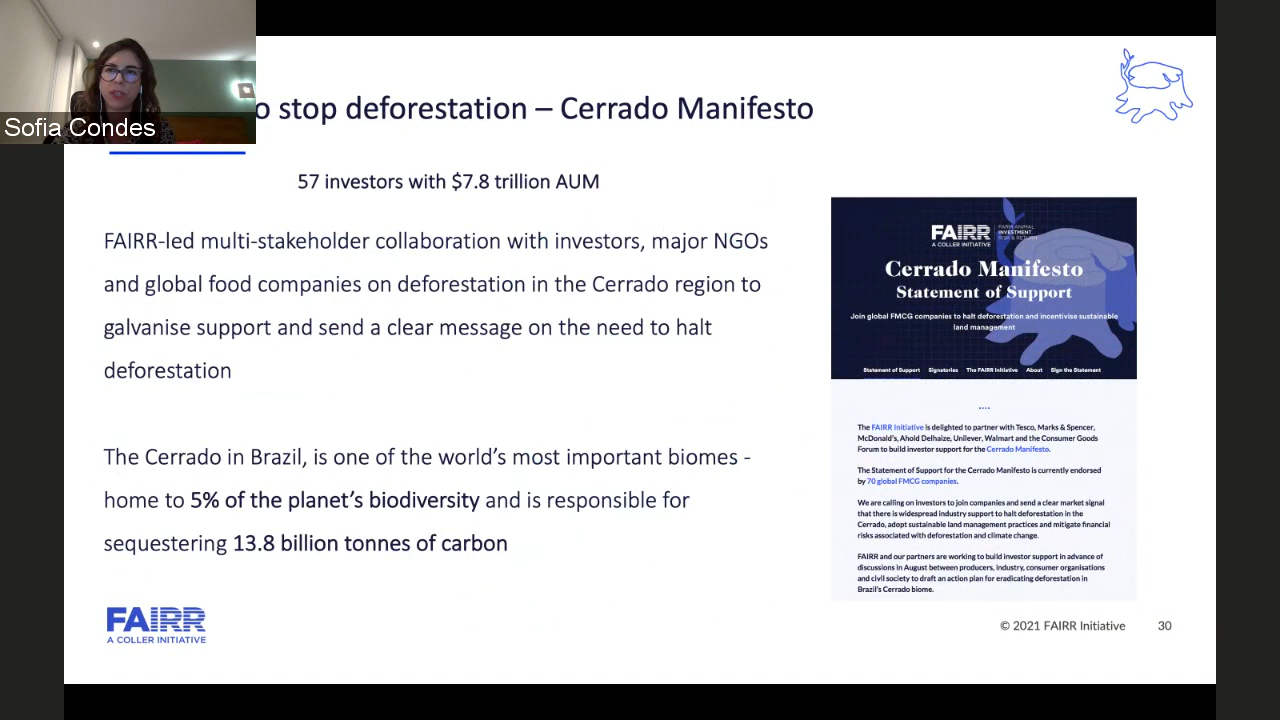 o stop deforestation – Cerrado Manifesto
Sofia Condes
57 investors with $7.8 trillion AUM
FAIRR-led multi-stakeholder collaboration with investors, major NGOs
and global food companies on deforestation in the Cerrado region to
galvanise support and send a clear message on the need to halt
deforestation
The Cerrado in Brazil, is one of the world's most important biomes -
home to 5% of the planet's biodiversity and is responsible for
sequestering 13.8 billion tonnes of carbon
FAIRR
A COLLER INITIATIVE
FARM ANIMAL
INVESTMENT
RISK & RETURN
Cerrado Manifesto
Statement of Support
Join global FMCG companies to halt deforestation and incentivise sustainable
land management
Statement of Support Signatories The FAIRR Initiative About Sign the Statement
The FAIRR Initiative is delighted to partner with Tesco, Marks & Spencer,
McDonald's, Ahold Delhaize, Unilever, Walmart and the Consumer Goods
Forum to build investor support for the Cerrado Manifesto.
The Statement of Support for the Cerrado Manifesto is currently endorsed
by 70 global FMCG companies.
We are calling on investors to join companies and send a clear market signal
that there is widespread industry support to halt deforestation in the
Cerrado, adopt sustainable land management practices and mitigate financial
risks associated with deforestation and climate change.
FAIRR and our partners are working to build investor support in advance of
discussions in August between producers, industry, consumer organisations
and civil society to draft an action plan for eradicating deforestation in
Brazil's Cerrado biome.
FAIRR
A COLLER INITIATIVE
© 2021 FAIRR Initiative 30